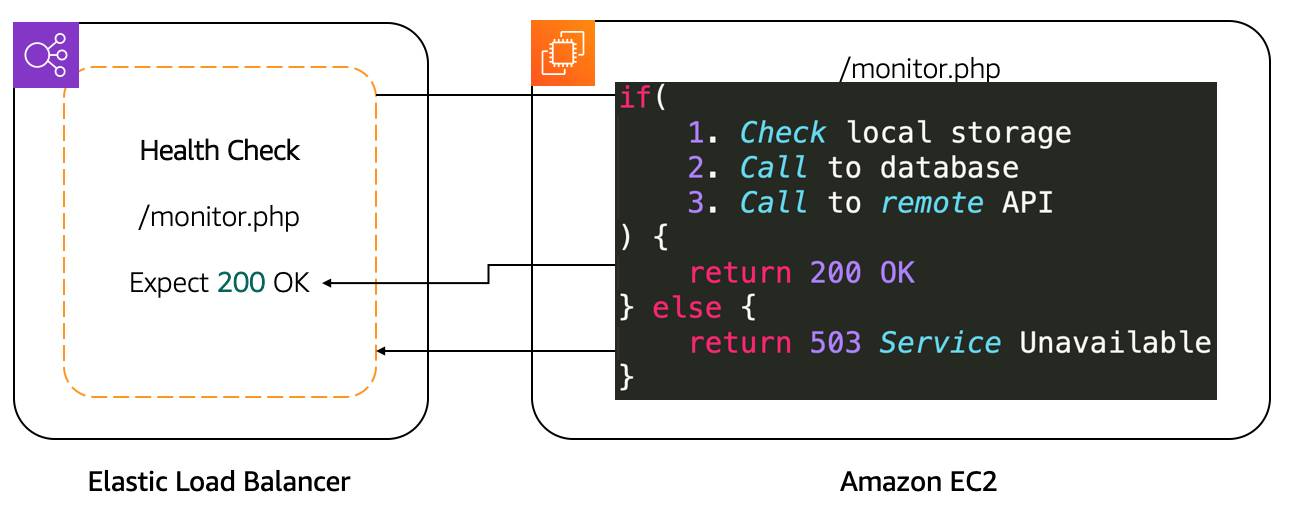 Health Check
/monitor.php
Expect 200 OK
Elastic Load Balancer
/monitor.php
if(
1. Check local storage
2. Call to database
3. Call to remote API
) {
return 200 OK
} else {
return 503 Service Unavailable
}
Amazon EC2